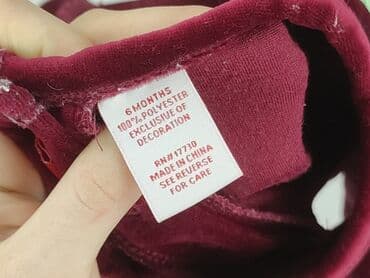 6 MONTHS
100% POLYESTER
EXCLUSIVE OF
DECORATION
RN# 17730
MADE IN CHINA
SEE REVERSE
FOR CARE